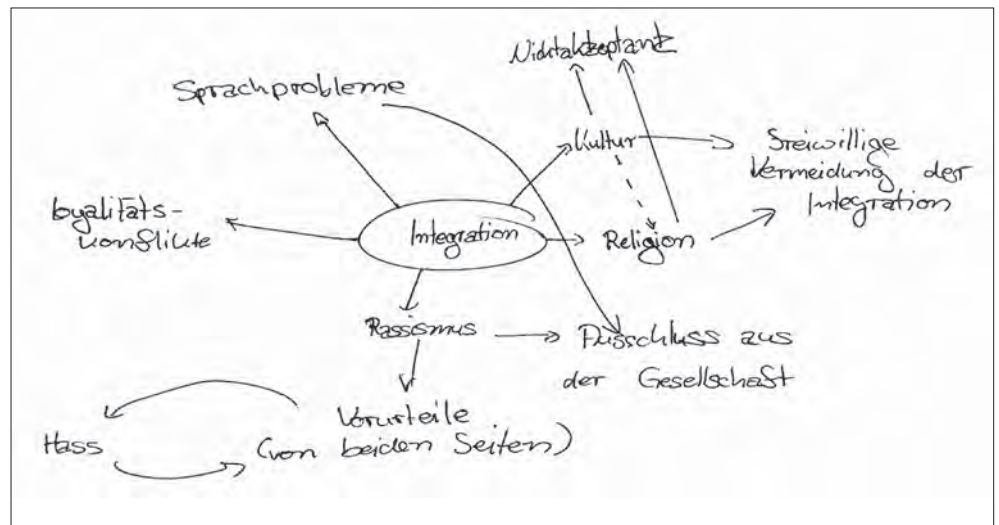 Nichtakzeptanz
Sprachprobleme
Kultur
Freiwillige
Vermeidung der
Integration
Loyalitäts-
konflikte
Integration
Religion
Rassismus
Ausschluss aus
der Gesellschaft
Vorurteile
(von beiden Seiten)
Hass